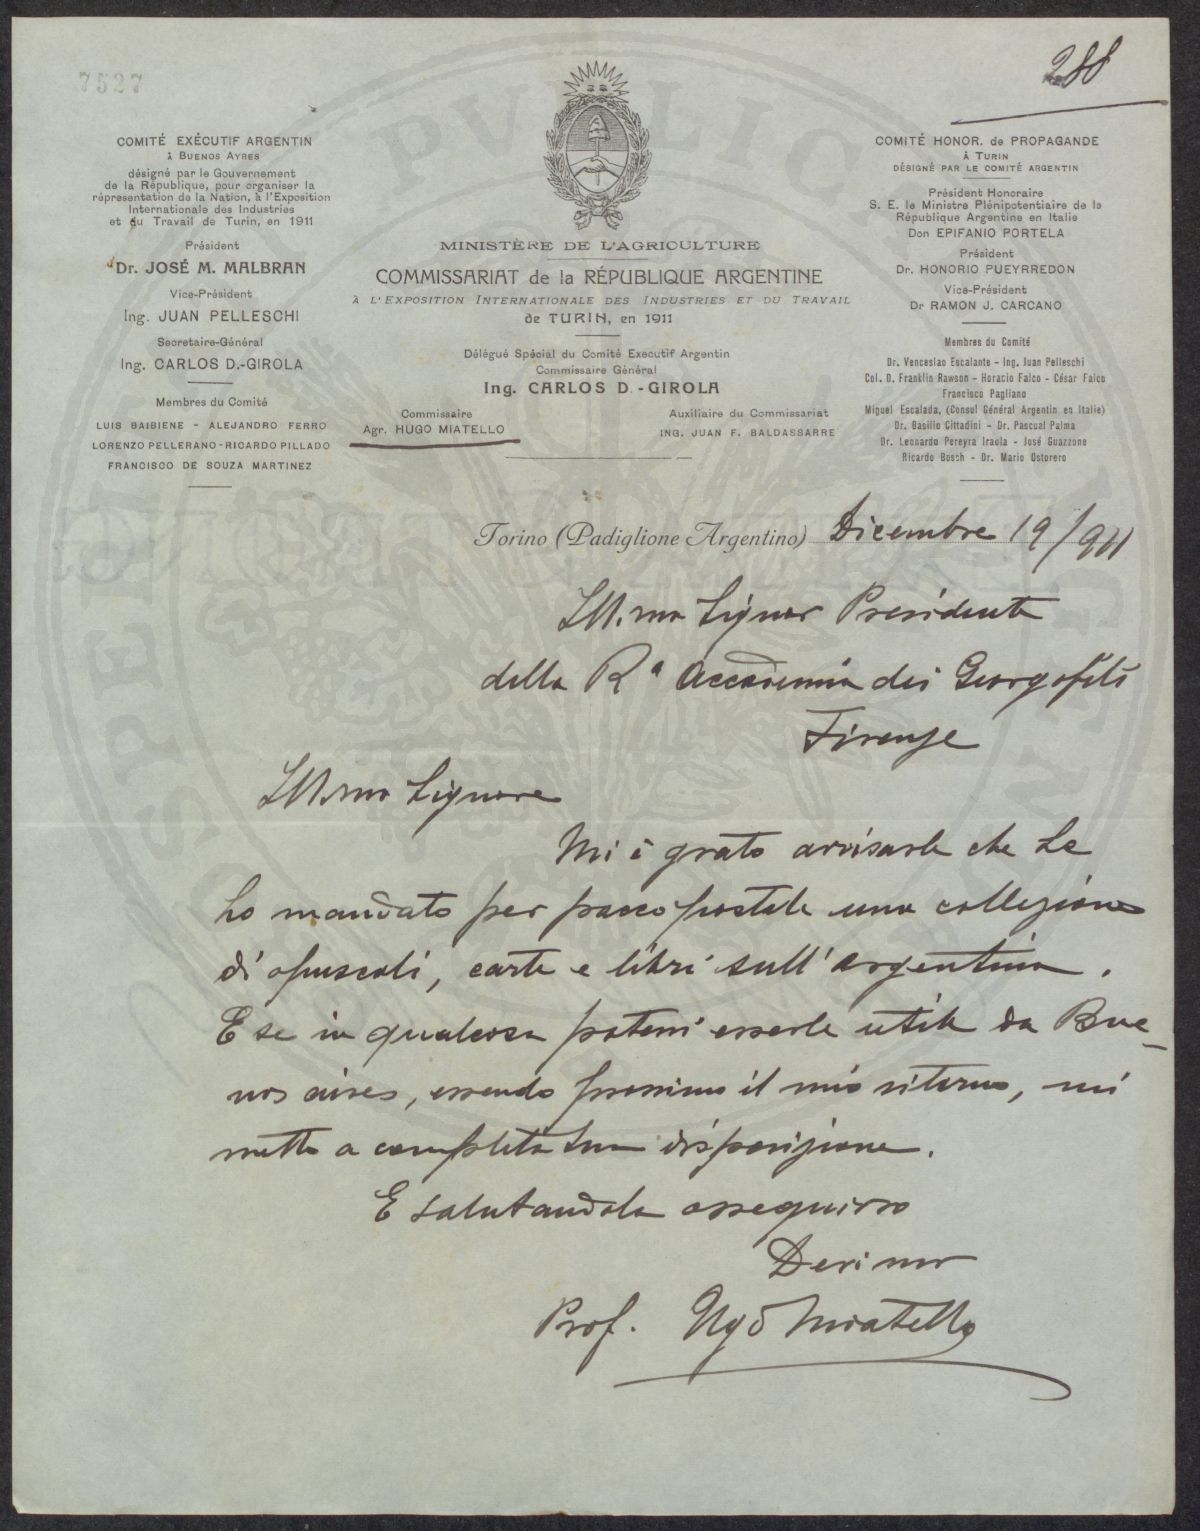 7527
288
COMITÉ EXÉCUTIF ARGENTIN
À BUENOS AYRES
désigné par le Gouvernement
de la République, pour organiser la
réprésentation de la Nation, à l'Exposition
Internationale des Industries
et du Travail de Turin, en 1911
Président
Dr. JOSÉ M. MALBRAN
Vice-Président
Ing. JUAN PELLESCHI
Secretaire-Général
Ing. CARLOS D.-GIROLA
Membres du Comité
LUIS BAIBIENE - ALEJANDRO FERRO
LORENZO PELLERANO - RICARDO PILLADO
FRANCISCO DE SOUZA MARTINEZ
MINISTÈRE DE L'AGRICULTURE
COMMISSARIAT de la RÉPUBLIQUE ARGENTINE
À L'EXPOSITION INTERNATIONALE DES INDUSTRIES ET DU TRAVAIL
de TURIN, en 1911
Délégué Spécial du Comité Executif Argentin
Commissaire Général
Ing. CARLOS D. - GIROLA
Commissaire
Agr. HUGO MIATELLO
Auxiliaire du Commissariat
ING. JUAN F. BALDASSARRE
COMITÉ HONOR. de PROPAGANDE
À TURIN
DÉSIGNÉ PAR LE COMITÉ ARGENTIN
Président Honoraire
S. E. le Ministre Plénipotentiaire de la
République Argentine en Italie
Don EPIFANIO PORTELA
Président
Dr. HONORIO PUEYRREDON
Vice-Président
Dr RAMON J. CARCANO
Membres du Comité
Dr. Venceslao Escalante - Ing. Juan Pelleschi
Col. D. Franklin Rawson - Horacio Falco - César Falco
Francisco Pagliano
Miguel Escalada, (Consul Général Argentin en Italie)
Dr. Basilio Cittadini - Dr. Pascual Palma
Dr. Leonardo Pereyra Iraola - José Guazzone
Ricardo Bosch - Dr. Mario Ostorero
Torino (Padiglione Argentino) Dicembre 19/911
Ill.mo Signor Presidente
della Rª Accademia dei Georgofili
Firenze
Ill.mo Signore
Mi è grato avvisarle che Le
ho mandato per pacco postale una collezione
di opuscoli, carte e libri sull'Argentina.
E se in qualcosa potessi esserle utile da Bue-
nos aires, essendo prossimo il mio ritorno, mi
metto a completa Sua disposizione.
E salutandola ossequioso
Prof. Ugo Miatello